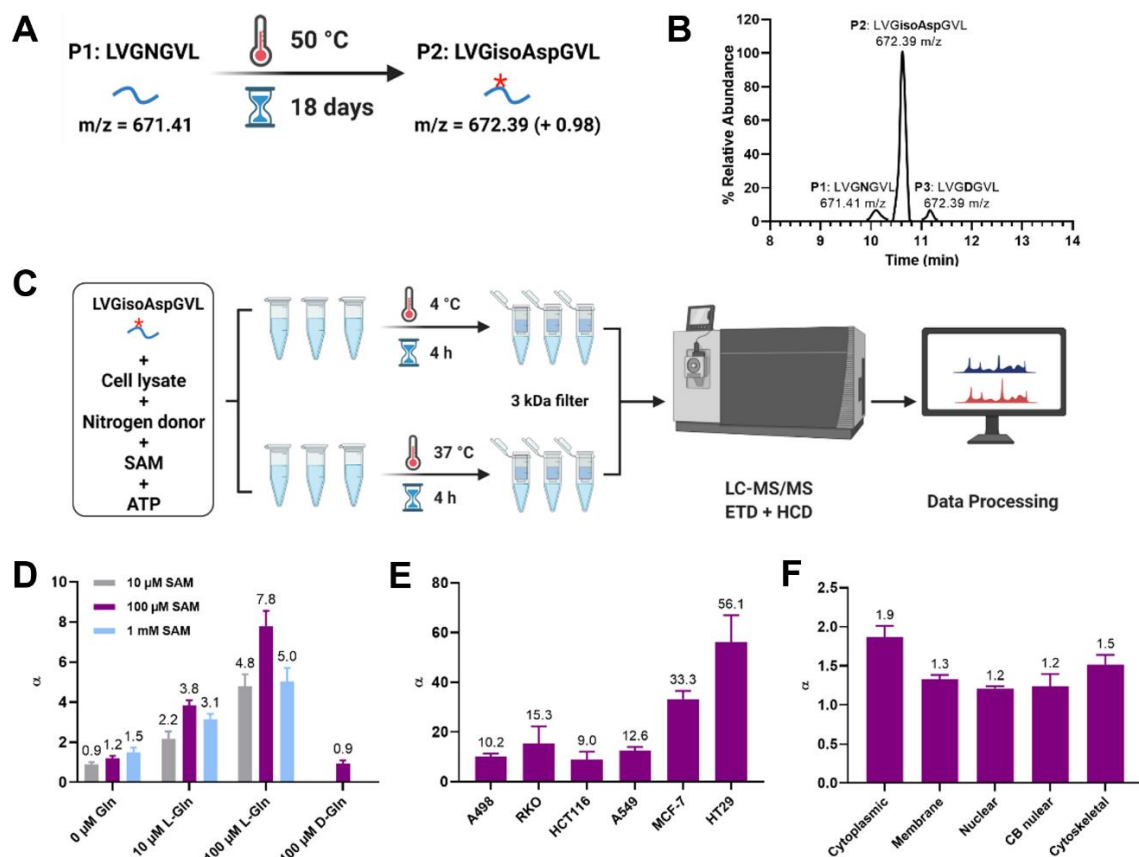 A
P1: LVGNGVL
m/z = 671.41
50 °C
18 days
P2: LVGisoAspGVL
*
m/z = 672.39 (+ 0.98)
B
% Relative Abundance
120
100
80
60
40
20
0
P2: LVGisoAspGVL
672.39 m/z
P1: LVGNGVL
671.41 m/z
P3: LVGDGVL
672.39 m/z
8 9 10 11 12 13 14
Time (min)
C
LVGisoAspGVL
*
+
Cell lysate
+
Nitrogen donor
+
SAM
+
ATP
4 °C
4 h
3 kDa filter
37 °C
4 h
LC-MS/MS
ETD + HCD
Data Processing
D
α
10
8
6
4
2
0
10 µM SAM
100 µM SAM
1 mM SAM
0.9 1.2 1.5
2.2 3.8 3.1
4.8 7.8 5.0
0.9
0 µM Gln
10 µM L-Gln
100 µM L-Gln
100 µM D-Gln
E
α
80
60
40
20
0
10.2 15.3 9.0 12.6 33.3 56.1
A498
RKO
HCT116
A549
MCF-7
HT29
F
α
2.5
2.0
1.5
1.0
0.5
0.0
1.9 1.3 1.2 1.2 1.5
Cytoplasmic
Membrane
Nuclear
CB nulear
Cytoskeletal